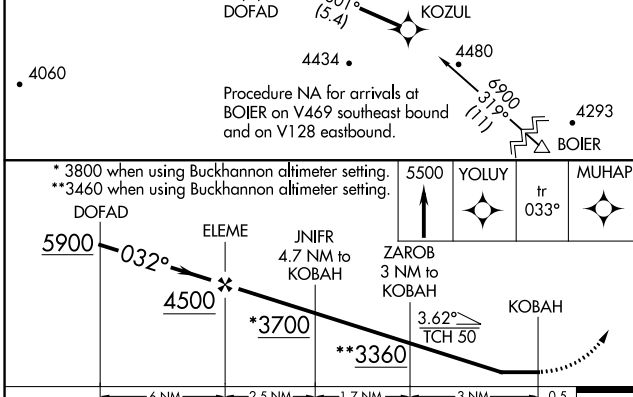 DOFAD
(5.4)
KOZUL
4434
4480
4060
6900
319°
(11)
4293
BOIER
Procedure NA for arrivals at
BOIER on V469 southeast bound
and on V128 eastbound.
* 3800 when using Buckhannon altimeter setting.
**3460 when using Buckhannon altimeter setting.
5500
YOLUY
tr
033°
MUHAP
DOFAD
5900
032°
ELEME
4500
JNIFR
4.7 NM to
KOBAH
*3700
ZAROB
3 NM to
KOBAH
**3360
3.62°
TCH 50
KOBAH
6 NM
2.5 NM
1.7 NM
3 NM
0.5